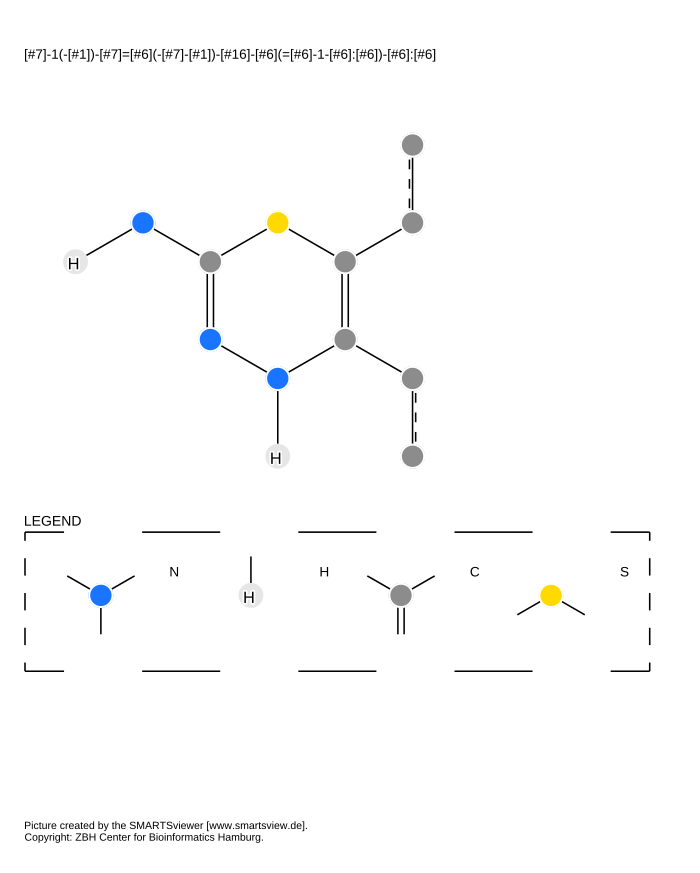 [#7]-1(-[#1])-[#7]=[#6](-[#7]-[#1])-[#16]-[#6](=[#6]-1-[#6]:[#6])-[#6]:[#6]
H
H
LEGEND
N
H
H
C
S
Picture created by the SMARTSviewer [www.smartsview.de].
Copyright: ZBH Center for Bioinformatics Hamburg.